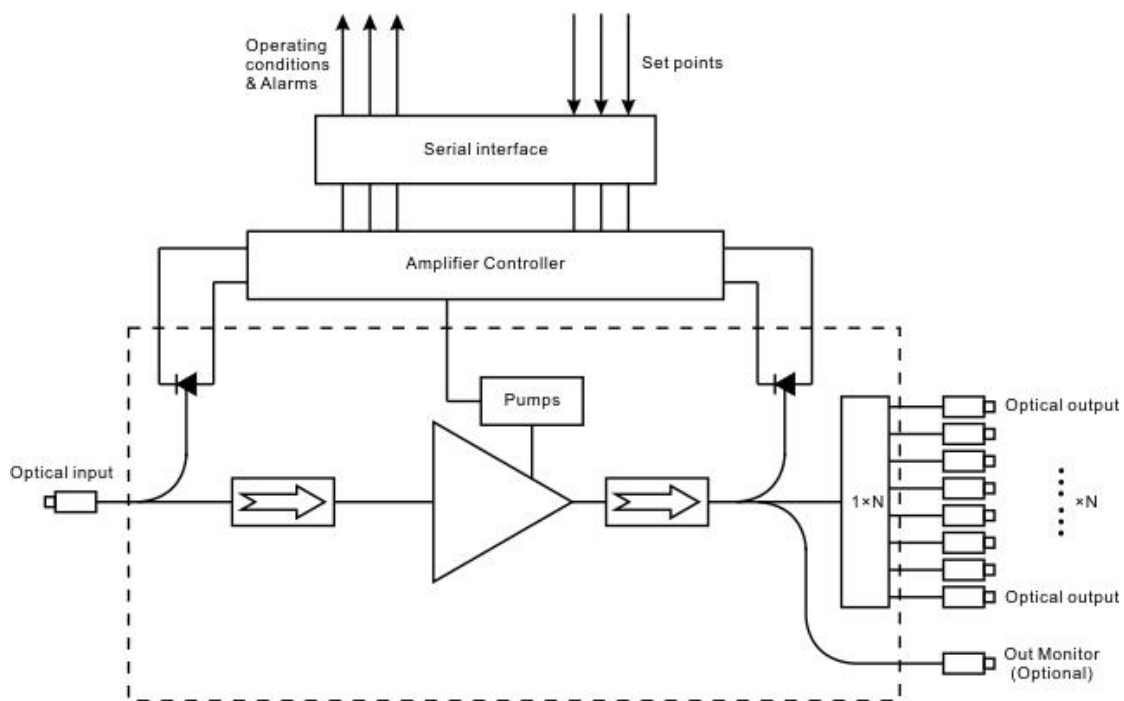 Operating
conditions
& Alarms
Set points
Serial interface
Amplifier Controller
Pumps
Optical input
Optical output
1×N
×N
Optical output
Out Monitor
(Optional)